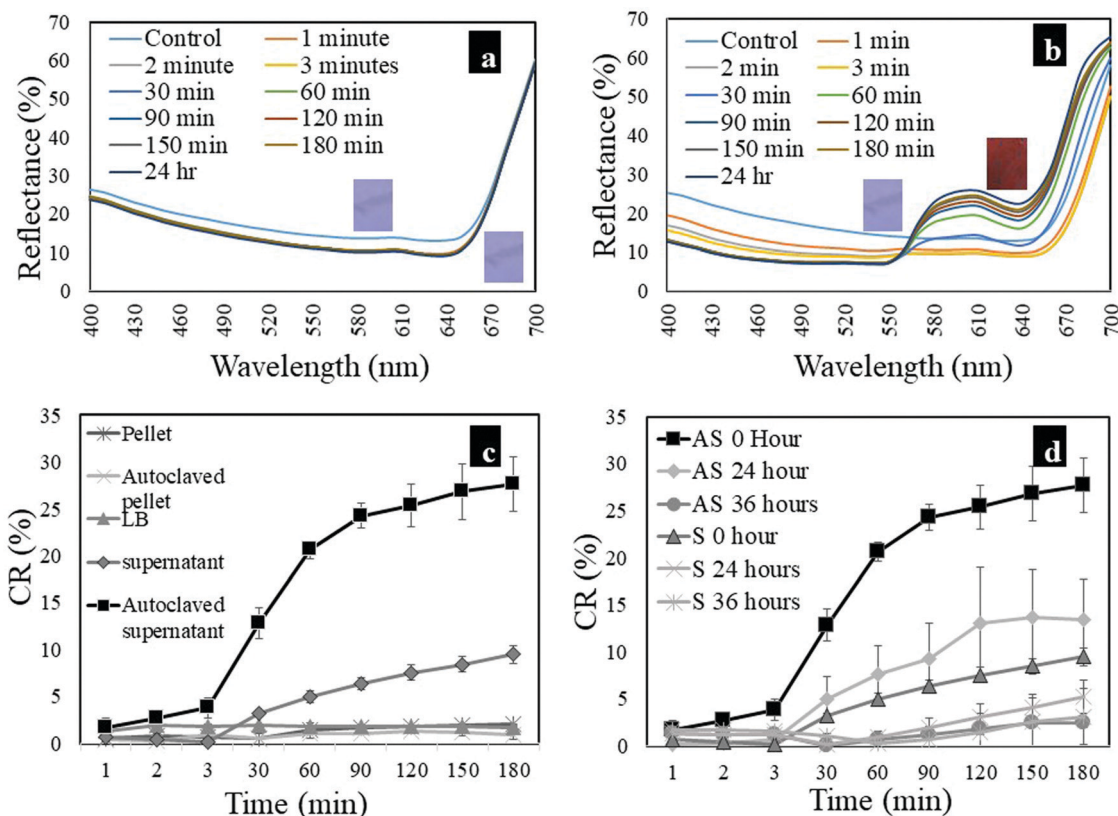 70
60
50
40
30
20
10
0
Reflectance (%)
Control
1 minute
2 minute
3 minutes
30 min
60 min
90 min
120 min
150 min
180 min
24 hr
a
400
430
460
490
520
550
580
610
640
670
700
Wavelength (nm)
70
60
50
40
30
20
10
0
Reflectance (%)
Control
1 min
2 min
3 min
30 min
60 min
90 min
120 min
150 min
180 min
24 hr
b
400
430
460
490
520
550
580
610
640
670
700
Wavelength (nm)
35
30
25
20
15
10
5
0
CR (%)
Pellet
Autoclaved
pellet
LB
supernatant
Autoclaved
supernatant
c
1
2
3
30
60
90
120
150
180
Time (min)
35
30
25
20
15
10
5
0
CR (%)
AS 0 Hour
AS 24 hour
AS 36 hours
S 0 hour
S 24 hours
S 36 hours
d
1
2
3
30
60
90
120
150
180
Time (min)